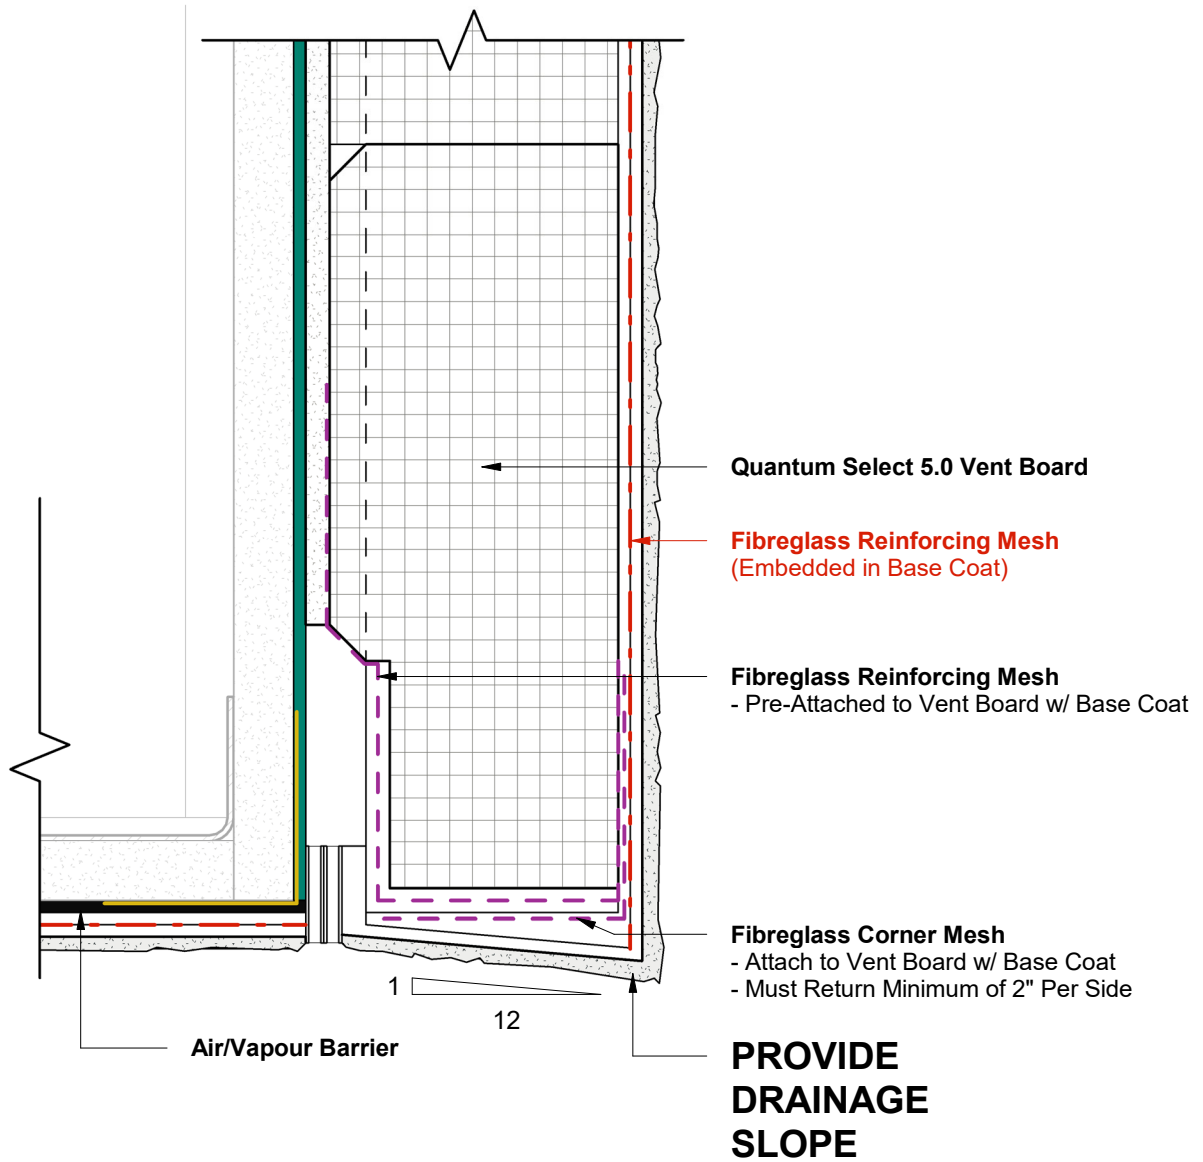 Quantum Select 5.0 Vent Board
Fibreglass Reinforcing Mesh
(Embedded in Base Coat)
Fibreglass Reinforcing Mesh
- Pre-Attached to Vent Board w/ Base Coat
Fibreglass Corner Mesh
- Attach to Vent Board w/ Base Coat
- Must Return Minimum of 2" Per Side
1
12
Air/Vapour Barrier
PROVIDE
DRAINAGE
SLOPE